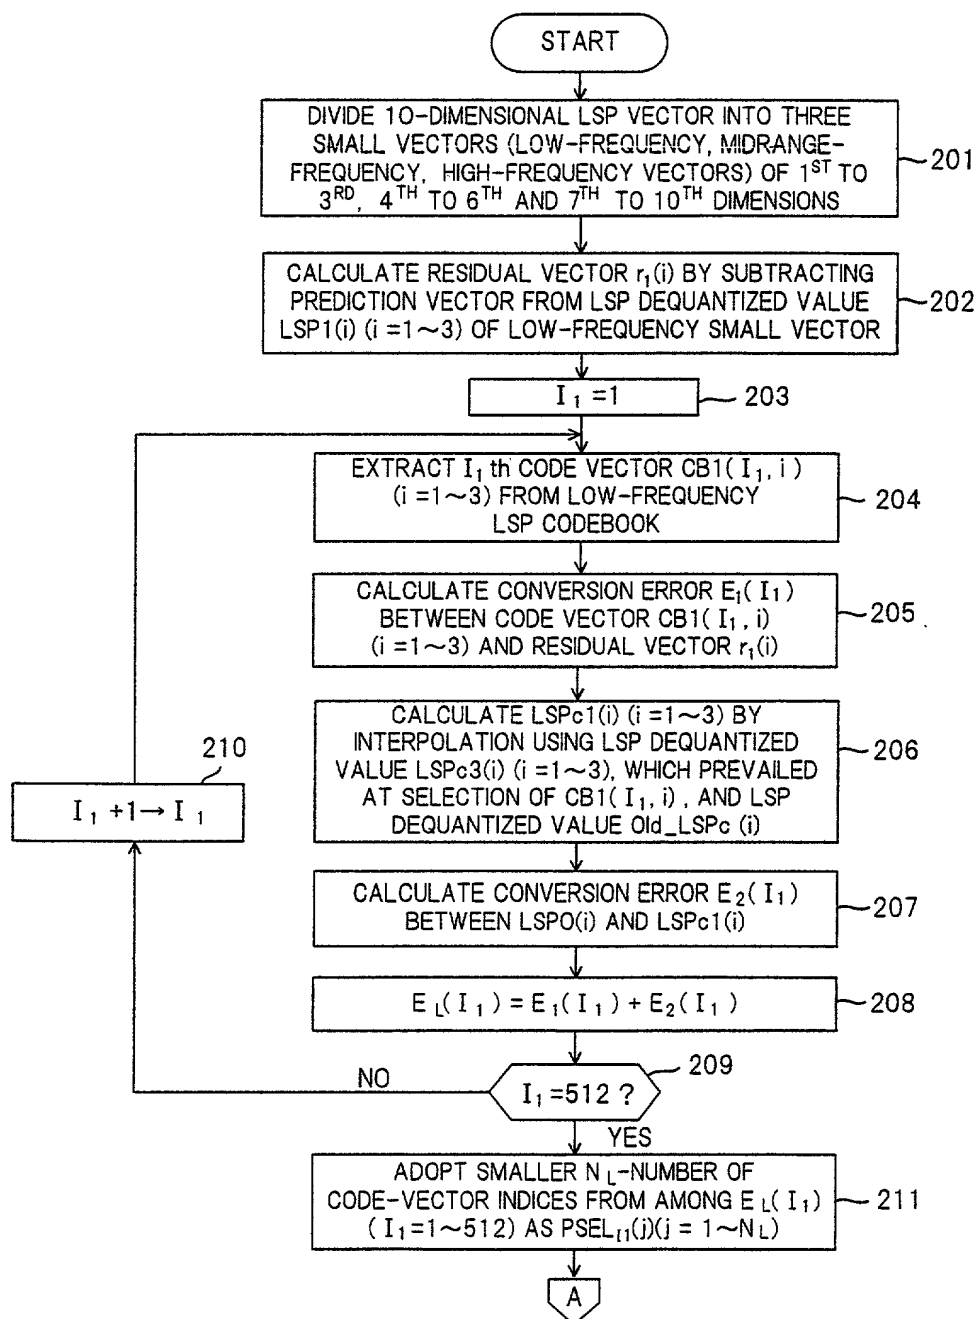 START
DIVIDE 10-DIMENSIONAL LSP VECTOR INTO THREE
SMALL VECTORS (LOW-FREQUENCY, MIDRANGE-
FREQUENCY, HIGH-FREQUENCY VECTORS) OF 1ST TO
3RD, 4TH TO 6TH AND 7TH TO 10TH DIMENSIONS
201
CALCULATE RESIDUAL VECTOR r₁(i) BY SUBTRACTING
PREDICTION VECTOR FROM LSP DEQUANTIZED VALUE
LSP1(i) (i =1~3) OF LOW-FREQUENCY SMALL VECTOR
202
I₁ =1
203
EXTRACT I₁ th CODE VECTOR CB1(I₁, i)
(i =1~3) FROM LOW-FREQUENCY
LSP CODEBOOK
204
CALCULATE CONVERSION ERROR E₁(I₁)
BETWEEN CODE VECTOR CB1(I₁, i)
(i =1~3) AND RESIDUAL VECTOR r₁(i)
205
CALCULATE LSPc1(i) (i =1~3) BY
INTERPOLATION USING LSP DEQUANTIZED
VALUE LSPc3(i) (i =1~3), WHICH PREVAILED
AT SELECTION OF CB1(I₁, i), AND LSP
DEQUANTIZED VALUE Old_LSPc (i)
206
210
I₁ +1→ I₁
CALCULATE CONVERSION ERROR E₂(I₁)
BETWEEN LSP0(i) AND LSPc1(i)
207
E_L(I₁) = E₁(I₁) + E₂(I₁)
208
209
NO
I₁ =512 ?
YES
ADOPT SMALLER N_L-NUMBER OF
CODE-VECTOR INDICES FROM AMONG E_L(I₁)
(I₁=1~512) AS PSEL_I1(j)(j = 1~N_L)
211
A